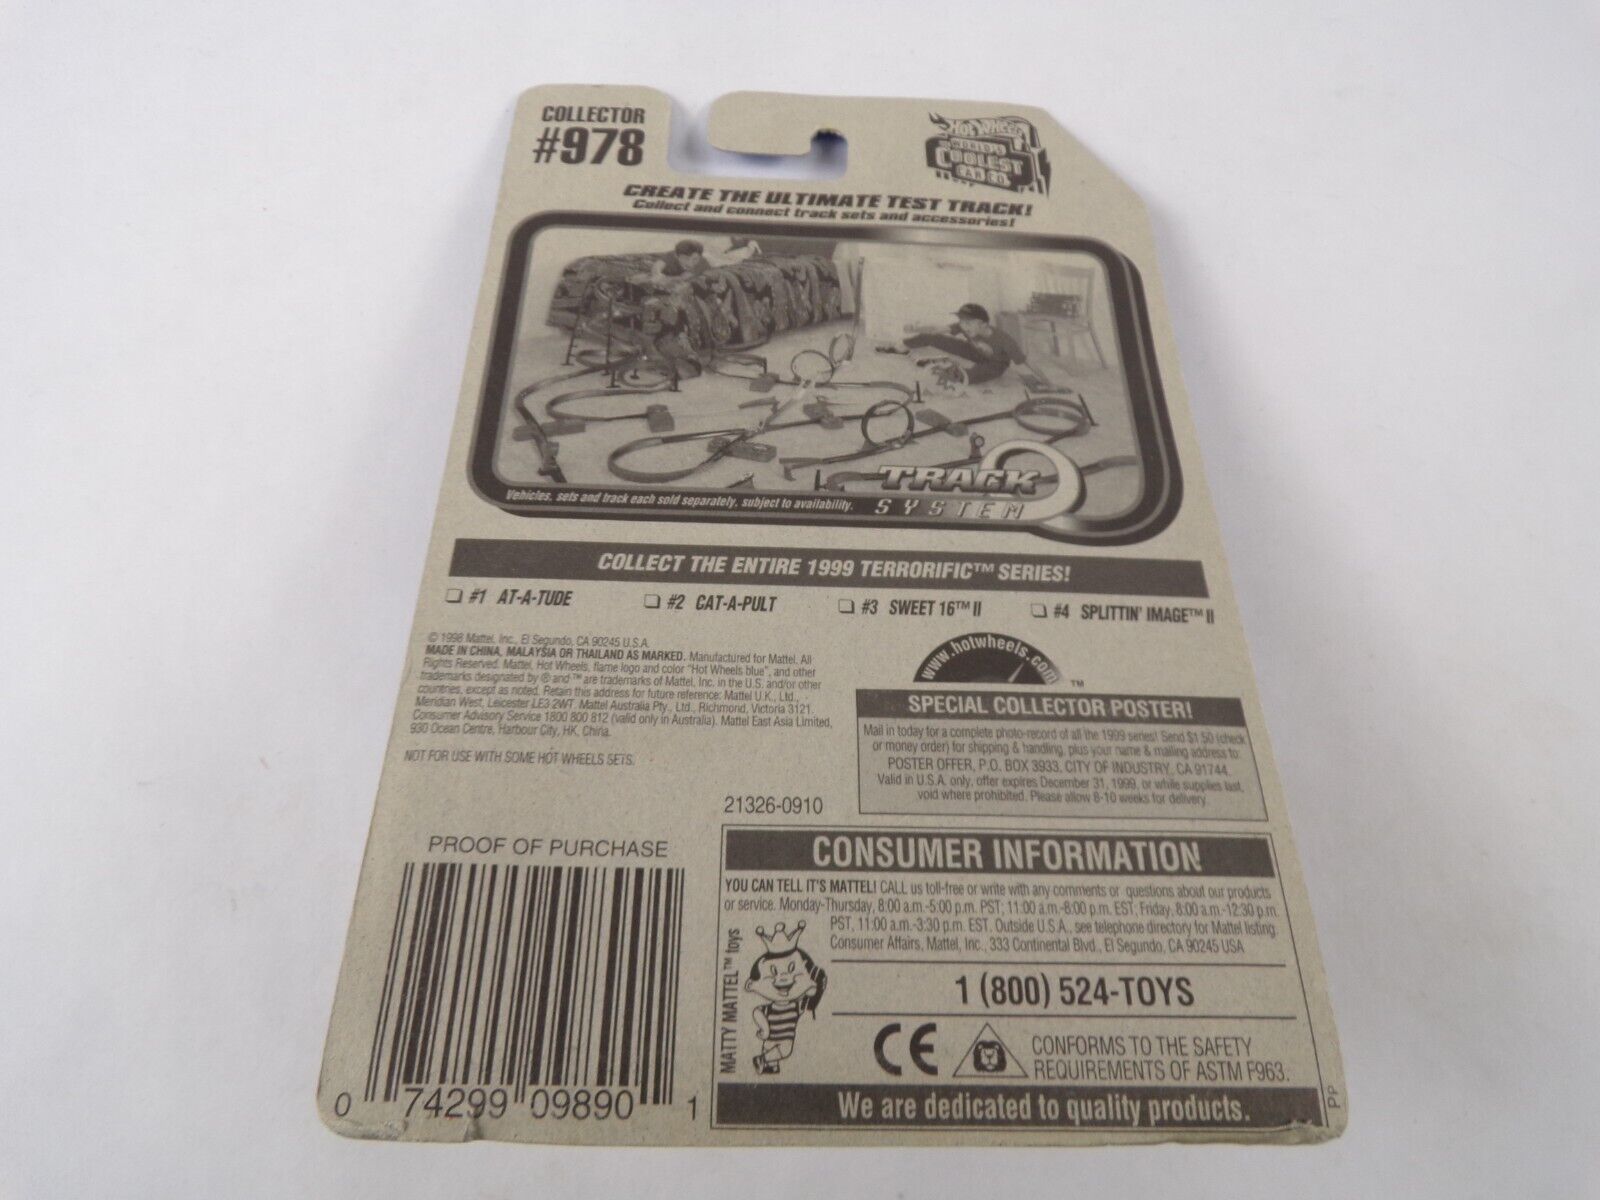 COLLECTOR
#978
HOT WHEELS
WORLD'S
COOLEST
CAR CO.
CREATE THE ULTIMATE TEST TRACK!
Collect and connect track sets and accessories!
TRACK
SYSTEM
Vehicles, sets and track each sold separately, subject to availability.
COLLECT THE ENTIRE 1999 TERRORIFIC™ SERIES!
#1 AT-A-TUDE
#2 CAT-A-PULT
#3 SWEET 16™ II
#4 SPLITTIN' IMAGE™ II
© 1998 Mattel, Inc., El Segundo, CA 90245 U.S.A.
MADE IN CHINA, MALAYSIA OR THAILAND AS MARKED. Manufactured for Mattel. All
Rights Reserved. Mattel, Hot Wheels, flame logo and color "Hot Wheels blue", and other
trademarks designated by ® and ™ are trademarks of Mattel, Inc. in the U.S. and/or other
countries, except as noted. Retain this address for future reference: Mattel U.K., Ltd.,
Meridian West, Leicester LE3 2WT. Mattel Australia Pty., Ltd., Richmond, Victoria 3121.
Consumer Advisory Service 1800 800 812 (valid only in Australia). Mattel East Asia Limited,
930 Ocean Centre, Harbour City, HK, China.
NOT FOR USE WITH SOME HOT WHEELS SETS.
www.hotwheels.com
™
SPECIAL COLLECTOR POSTER!
Mail in today for a complete photo-record of all the 1999 series! Send $1.50 (check
or money order) for shipping & handling, plus your name & mailing address to:
POSTER OFFER, P.O. BOX 3933, CITY OF INDUSTRY, CA 91744.
Valid in U.S.A. only, offer expires December 31, 1999, or while supplies last,
void where prohibited. Please allow 8-10 weeks for delivery.
21326-0910
PROOF OF PURCHASE
0 74299 09890 1
CONSUMER INFORMATION
YOU CAN TELL IT'S MATTEL! CALL us toll-free or write with any comments or questions about our products
or service. Monday-Thursday, 8:00 a.m.-5:00 p.m. PST; 11:00 a.m.-8:00 p.m. EST; Friday, 8:00 a.m.-12:30 p.m.
PST, 11:00 a.m.-3:30 p.m. EST. Outside U.S.A., see telephone directory for Mattel listing.
Consumer Affairs, Mattel, Inc., 333 Continental Blvd., El Segundo, CA 90245 USA
MATTY MATTEL™ toys
1 (800) 524-TOYS
CE
CONFORMS TO THE SAFETY
REQUIREMENTS OF ASTM F963.
We are dedicated to quality products.
PP